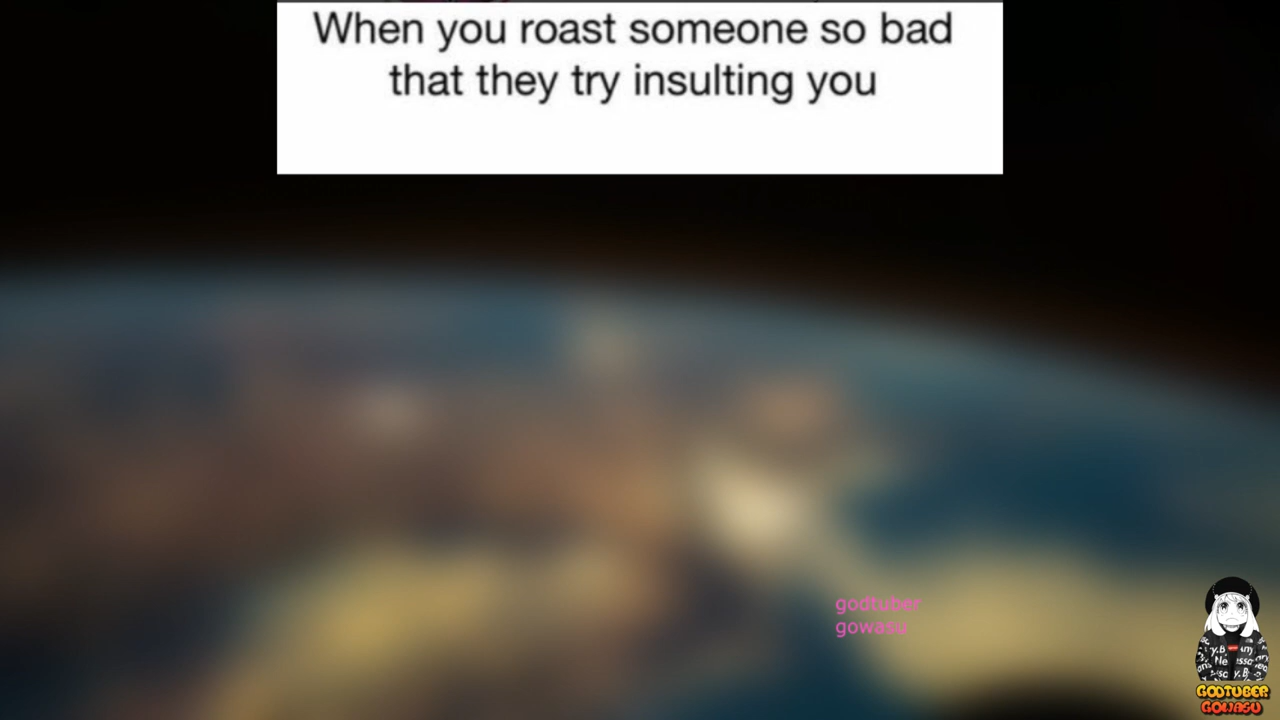 When you roast someone so bad
that they try insulting you
godtuber
gowasu
GODTUBER
GOWASU